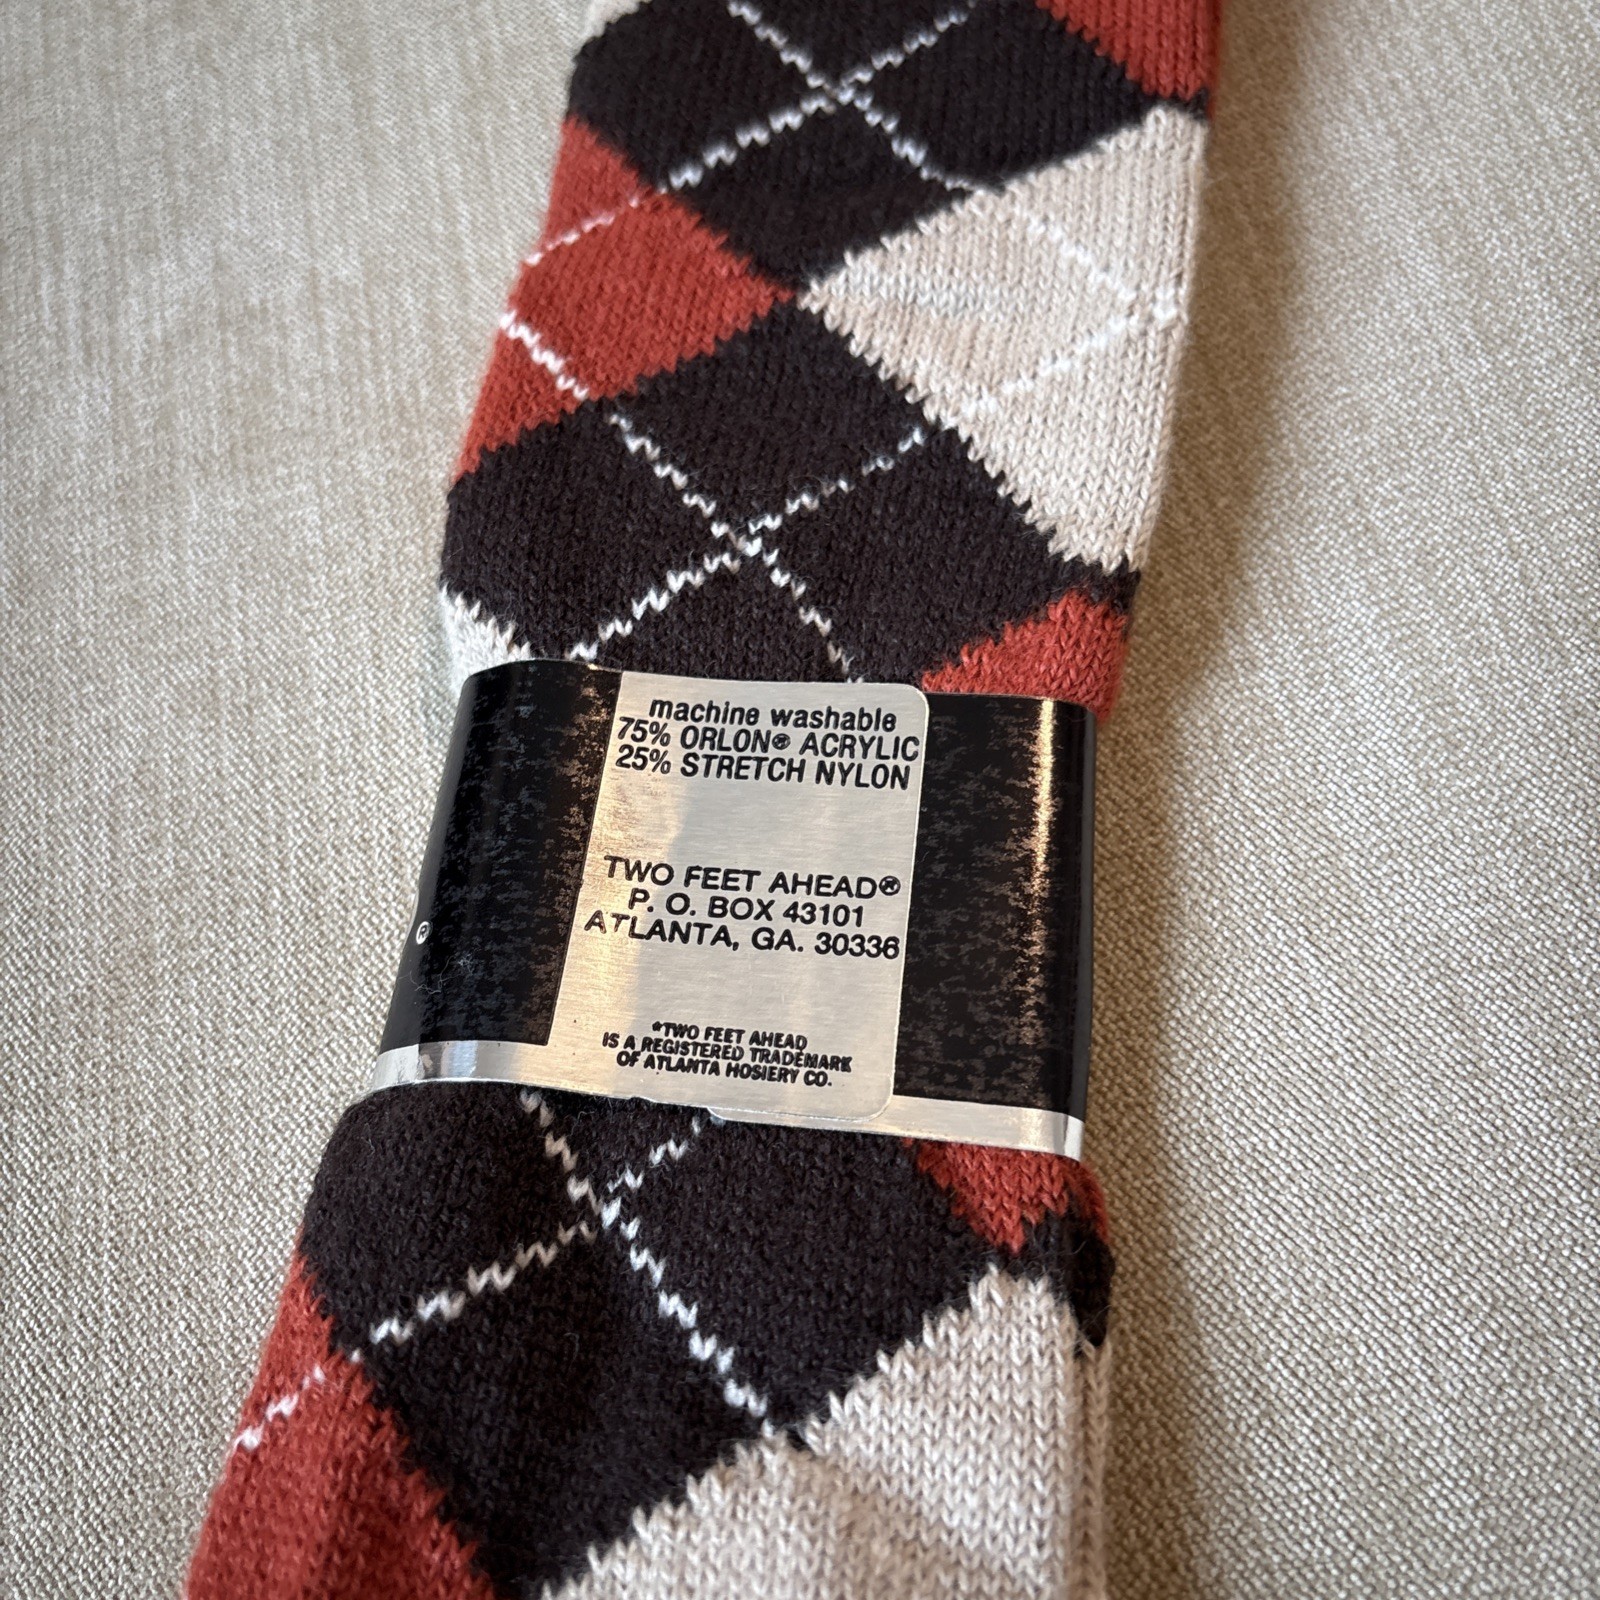 machine washable
75% ORLON® ACRYLIC
25% STRETCH NYLON
TWO FEET AHEAD®
P. O. BOX 43101
ATLANTA, GA. 30336
®
*TWO FEET AHEAD
IS A REGISTERED TRADEMARK
OF ATLANTA HOSIERY CO.